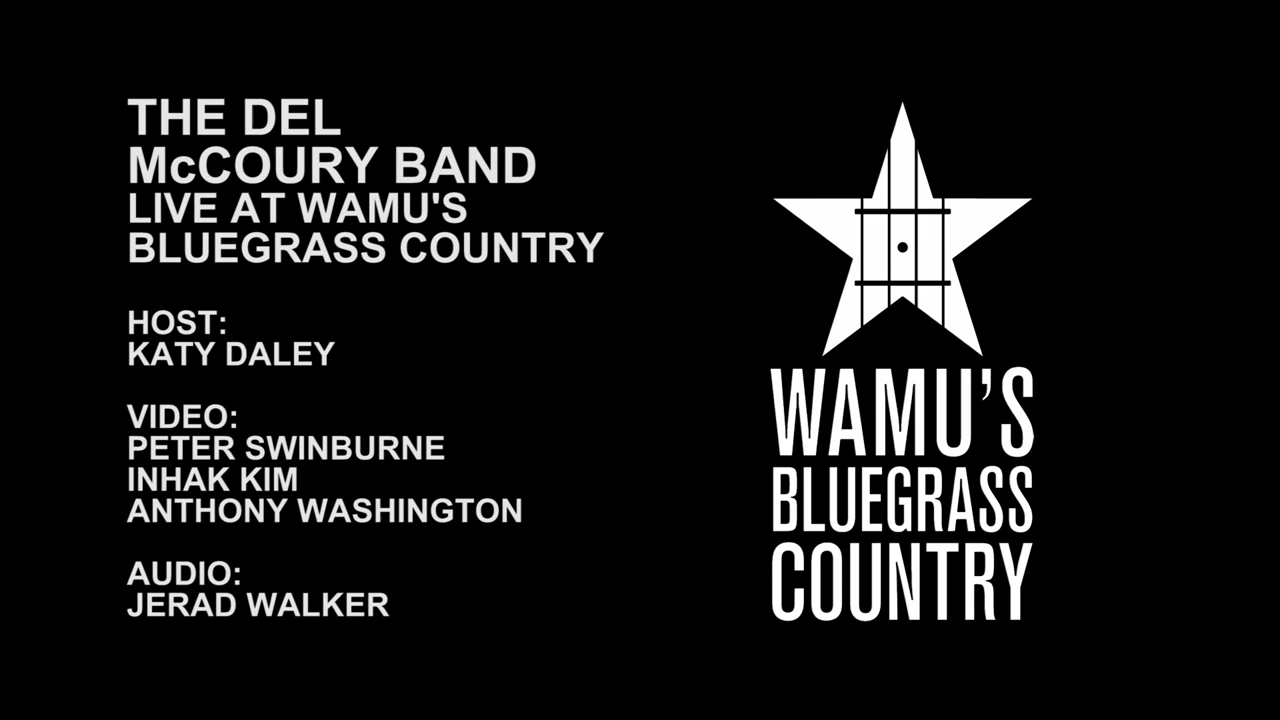 THE DEL
McCOURY BAND
LIVE AT WAMU'S
BLUEGRASS COUNTRY
HOST:
KATY DALEY
VIDEO:
PETER SWINBURNE
INHAK KIM
ANTHONY WASHINGTON
AUDIO:
JERAD WALKER
WAMU'S
BLUEGRASS
COUNTRY